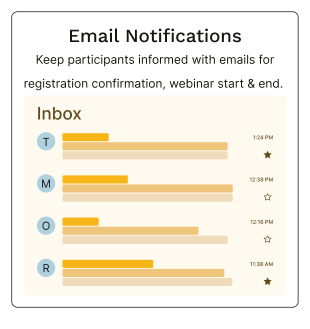 Email Notifications
Keep participants informed with emails for
registration confirmation, webinar start & end.
Inbox
T
1:24 PM
M
12:38 PM
O
12:16 PM
R
11:36 AM